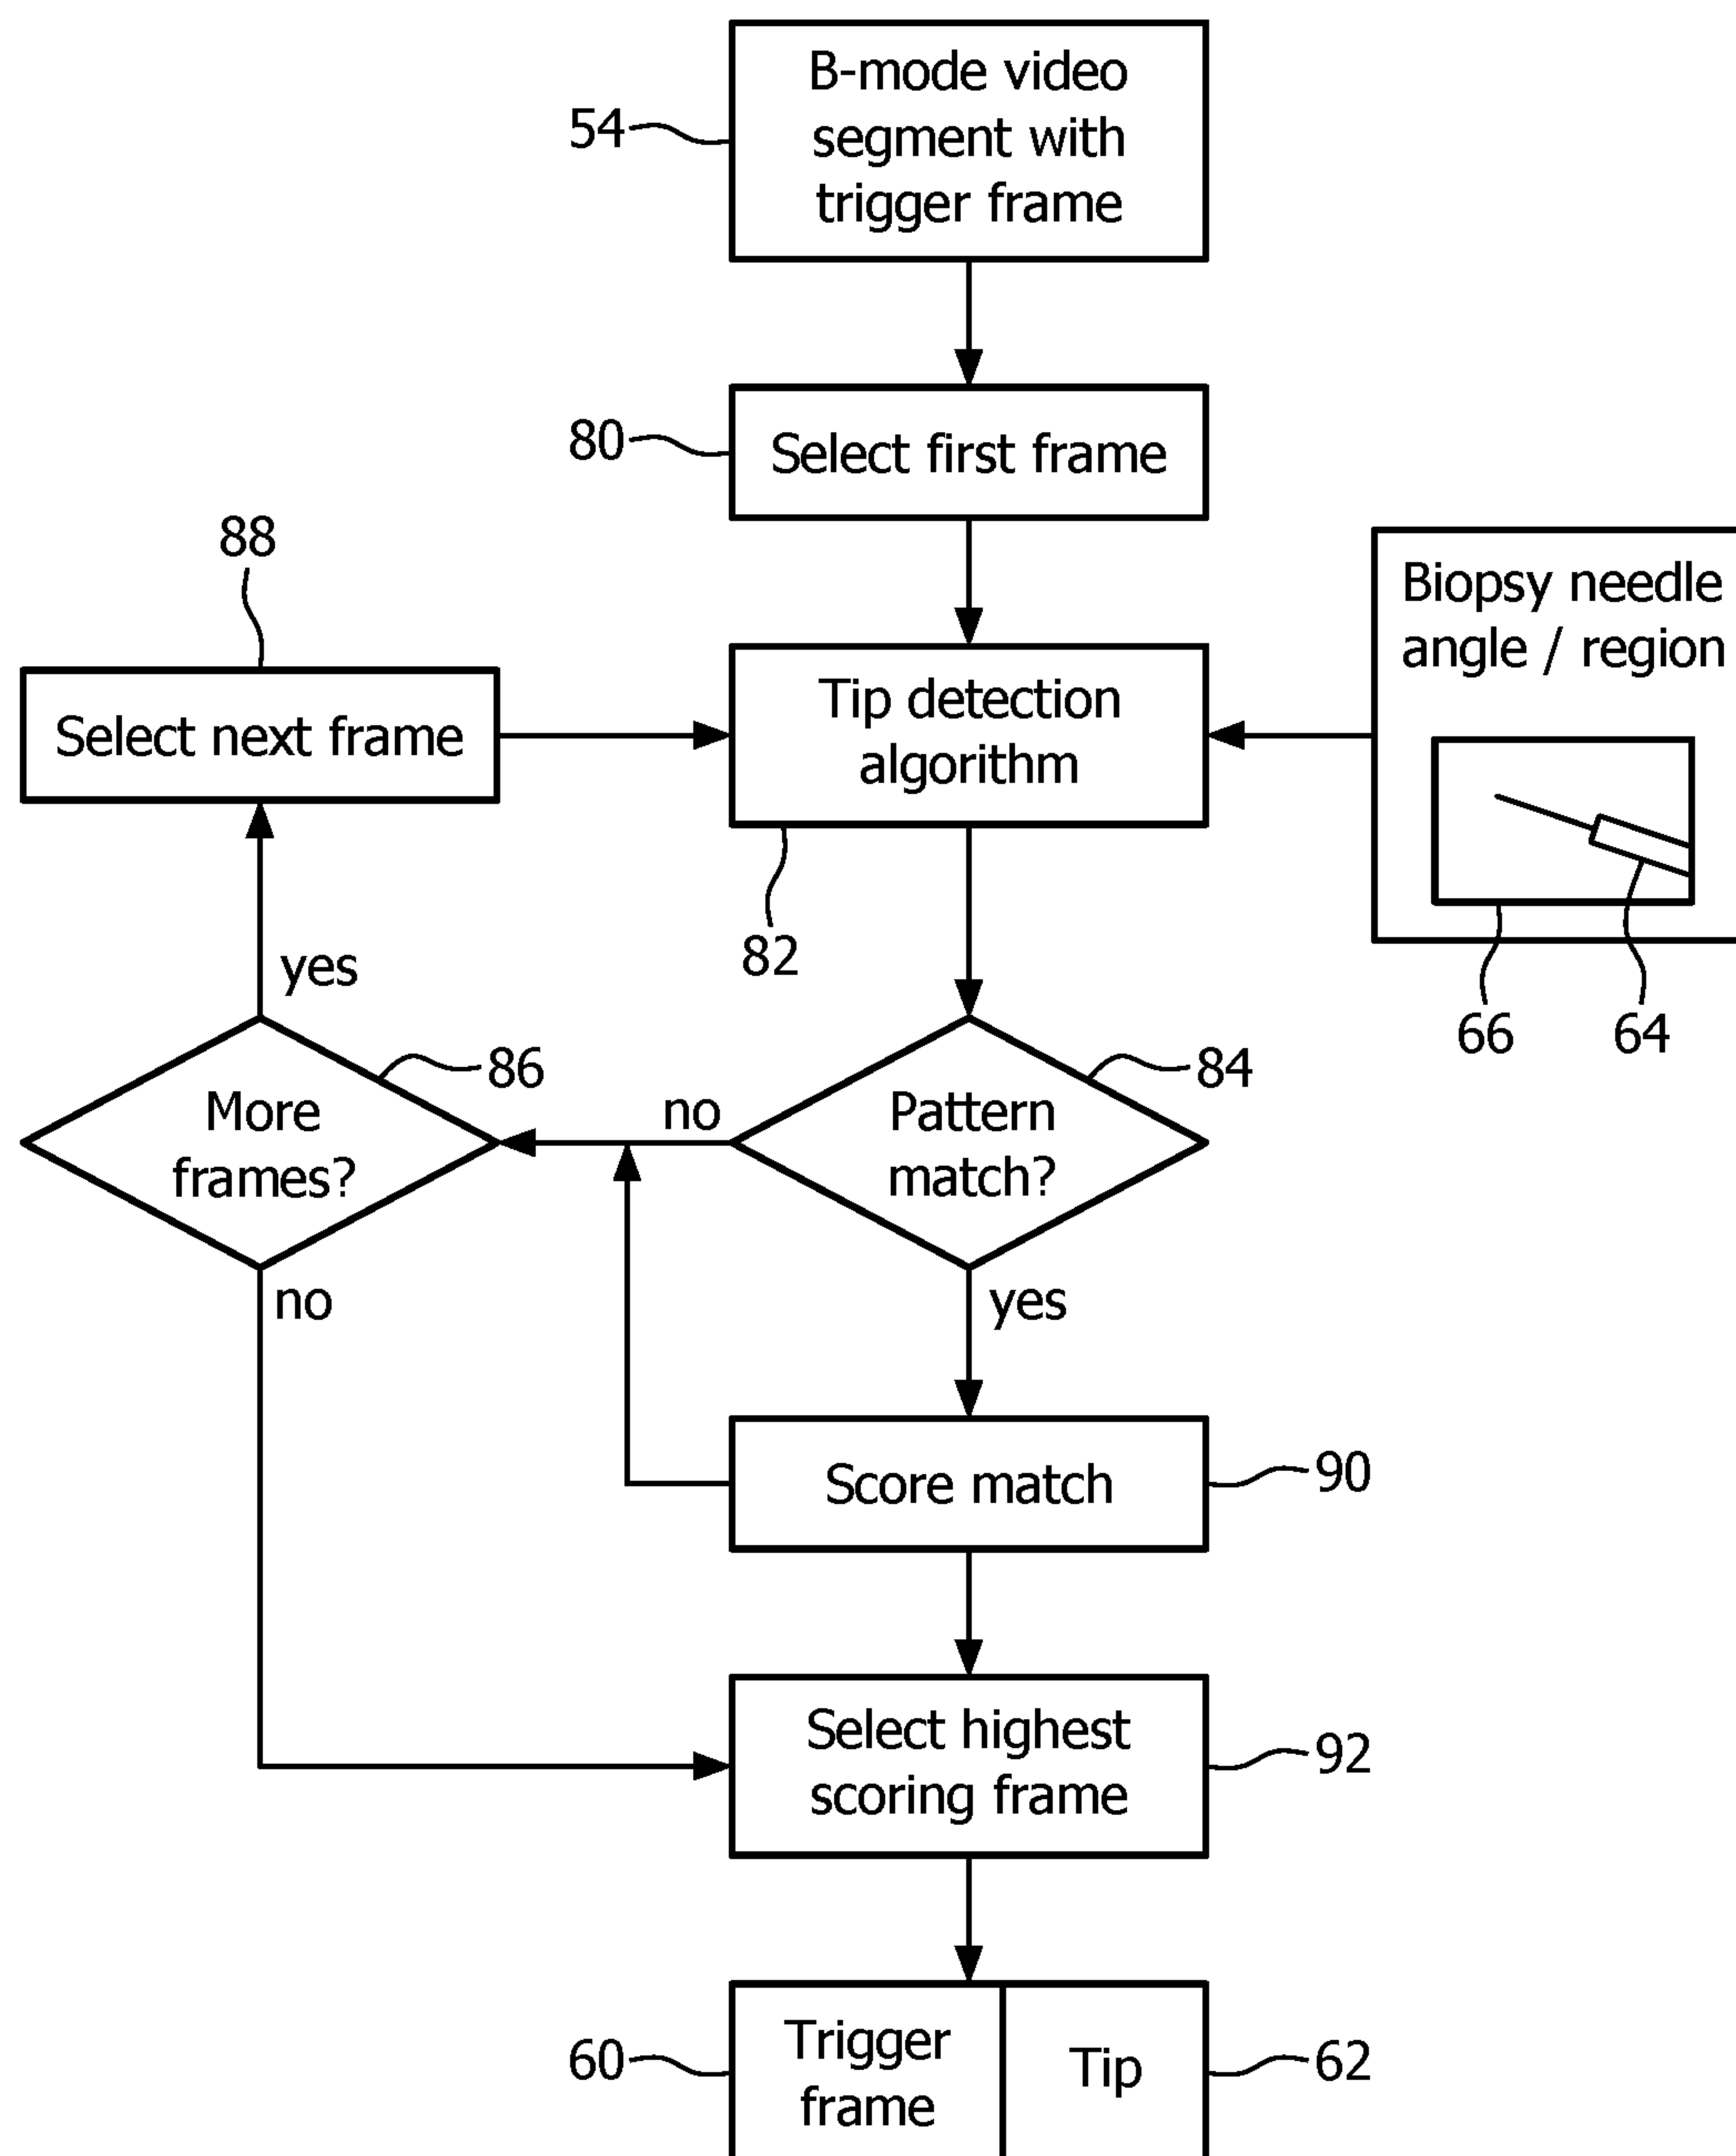 B-mode video
segment with
trigger frame
54
80
Select first frame
88
Biopsy needle
angle / region
Select next frame
Tip detection
algorithm
82
66
64
yes
86
84
More
frames?
no
Pattern
match?
no
yes
Score match
90
Select highest
scoring frame
92
60
Trigger
frame
Tip
62